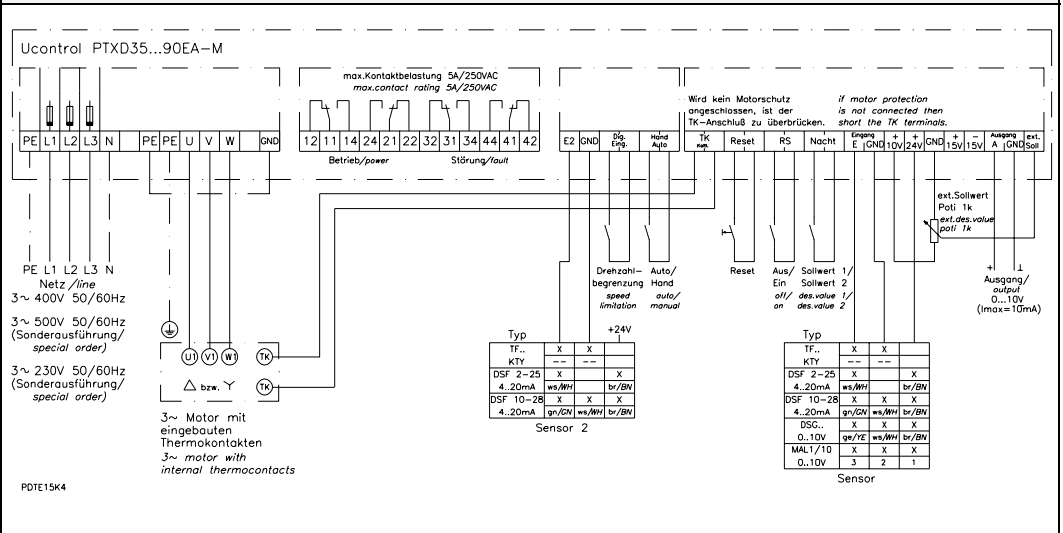 Ucontrol PTXD35...90EA-M
max.Kontaktbelastung 5A/250VAC
max.contact rating 5A/250VAC
Wird kein Motorschutz
angeschlossen, ist der
TK-Anschluß zu überbrücken.
if motor protection
is not connected then
short the TK terminals.
PE L1 L2 L3 N PE PE U V W GND
12 11 14 24 21 22 32 31 34 44 41 42
Betrieb/power Störung/fault
E2 GND Dig. Eing. Hand Auto
TK Kom. Reset RS Nacht Eingang E GND + 10V + 24V GND + 15V - 15V Ausgang A GND ext. Soll
ext.Sollwert
Poti 1k
ext.des.value
poti 1k
PE L1 L2 L3 N
Netz/line
3~ 400V 50/60Hz
3~ 500V 50/60Hz
(Sonderausführung/
special order)
3~ 230V 50/60Hz
(Sonderausführung/
special order)
U1 V1 W1 TK
bzw. TK
3~ Motor mit
eingebauten
Thermokontakten
3~ motor with
internal thermocontacts
Drehzahl-
begrenzung
speed
limitation
Auto/
Hand
auto/
manual
Reset
Aus/
Ein
off/
on
Sollwert 1/
Sollwert 2
des.value 1/
des.value 2
+ ⊥
Ausgang/
output
0...10V
(Imax=10mA)
+24V
Typ
TF.. X X
KTY -- --
DSF 2-25 X X
4..20mA ws/WH br/BN
DSF 10-28 X X X
4..20mA gn/GN ws/WH br/BN
Sensor 2
Typ
TF.. X X
KTY -- --
DSF 2-25 X X
4..20mA ws/WH br/BN
DSF 10-28 X X X
4..20mA gn/GN ws/WH br/BN
DSG.. X X X
0..10V ge/YE ws/WH br/BN
MAL1/10 X X X
0..10V 3 2 1
Sensor
PDTE15K4